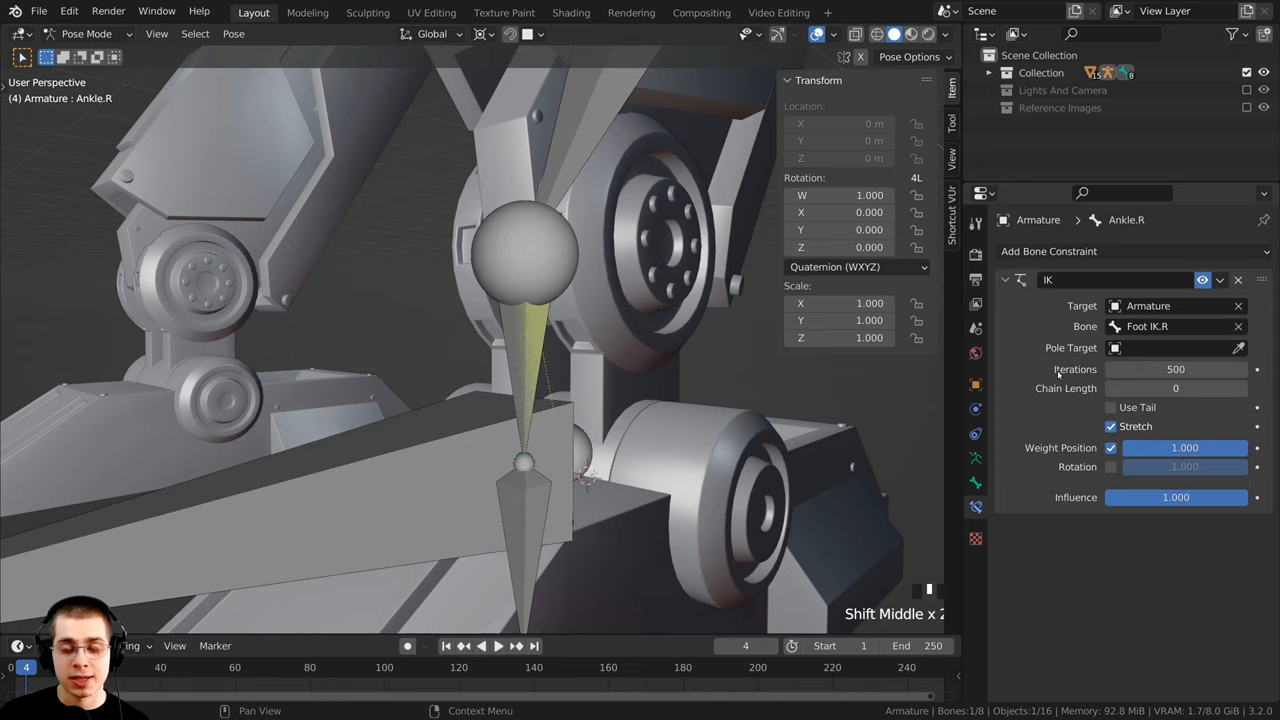 File Edit Render Window Help
Layout Modeling Sculpting UV Editing Texture Paint Shading Rendering Compositing Video Editing +
Scene
View Layer
Pose Mode View Select Pose
Global
X Pose Options
User Perspective
(4) Armature : Ankle.R
Transform
Location:
X 0 m
Y 0 m
Z 0 m
Rotation: 4L
W 1.000
X 0.000
Y 0.000
Z 0.000
Quaternion (WXYZ)
Scale:
X 1.000
Y 1.000
Z 1.000
Item
Tool
View
Shortcut VUr
Scene Collection
Collection 15 8
Lights And Camera
Reference Images
Armature > Ankle.R
Add Bone Constraint
IK
Target Armature
Bone Foot IK.R
Pole Target
Iterations 500
Chain Length 0
Use Tail
Stretch
Weight Position 1.000
Rotation 1.000
Influence 1.000
Shift Middle x 2
View Marker
4 Start 1 End 250
0 4 40 60 80 100 120 140 160 180 200 220 240
Pan View
Context Menu
Armature | Bones:1/8 | Objects:1/16 | Memory: 92.8 MiB | VRAM: 1.7/8.0 GiB | 3.2.0